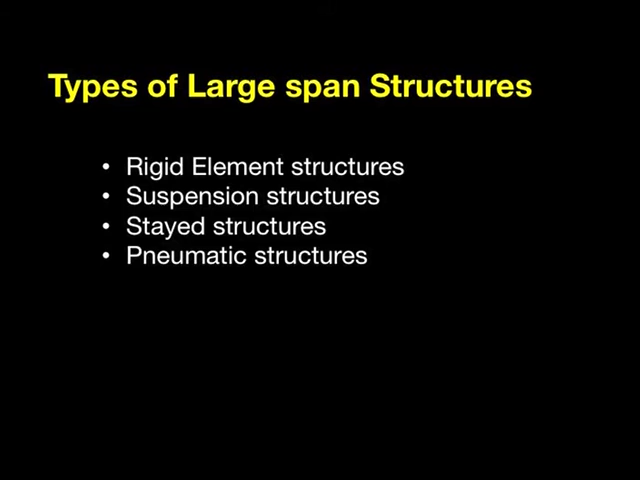 Types of Large span Structures
• Rigid Element structures
• Suspension structures
• Stayed structures
• Pneumatic structures